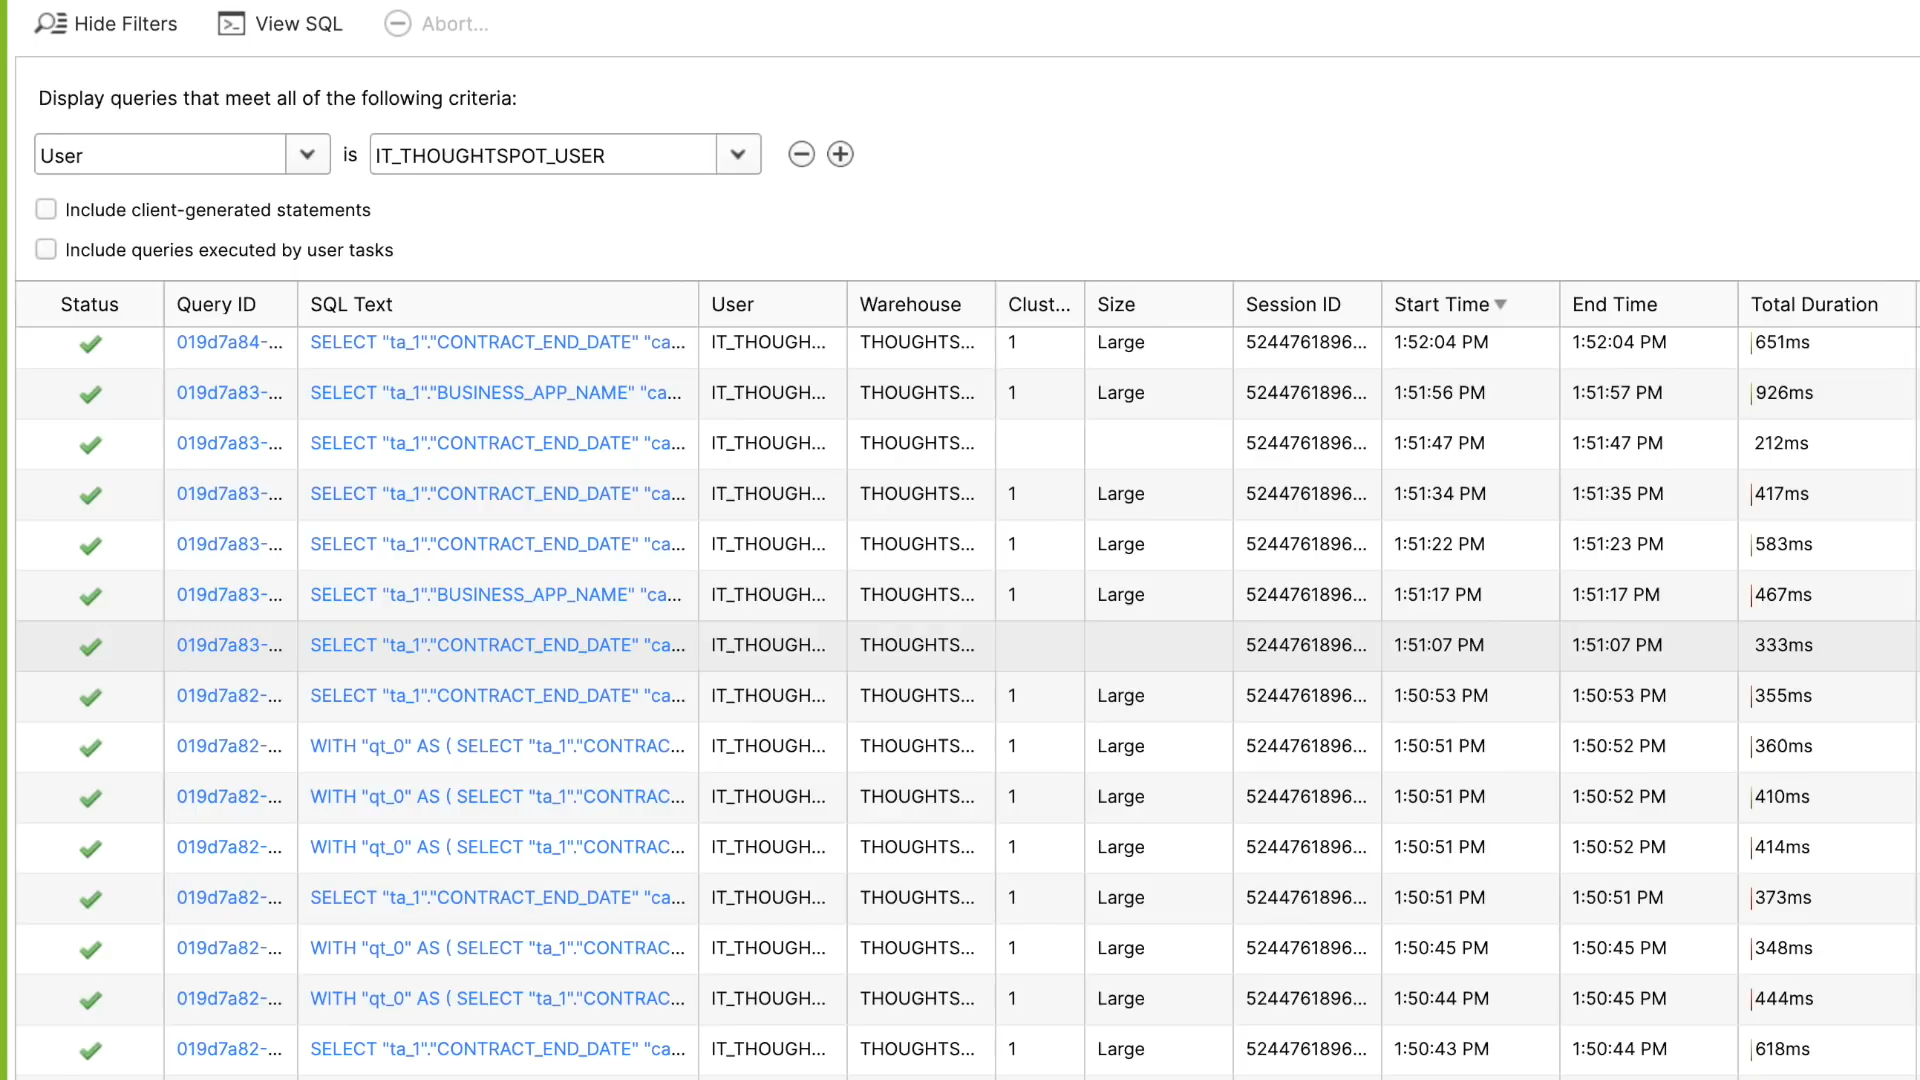 Hide Filters View SQL Abort...
Display queries that meet all of the following criteria:
User is IT_THOUGHTSPOT_USER
Include client-generated statements
Include queries executed by user tasks
Status Query ID SQL Text User Warehouse Clust... Size Session ID Start Time End Time Total Duration
019d7a84-... SELECT "ta_1"."CONTRACT_END_DATE" "ca... IT_THOUGH... THOUGHTS... 1 Large 5244761896... 1:52:04 PM 1:52:04 PM 651ms
019d7a83-... SELECT "ta_1"."BUSINESS_APP_NAME" "ca... IT_THOUGH... THOUGHTS... 1 Large 5244761896... 1:51:56 PM 1:51:57 PM 926ms
019d7a83-... SELECT "ta_1"."CONTRACT_END_DATE" "ca... IT_THOUGH... THOUGHTS... 5244761896... 1:51:47 PM 1:51:47 PM 212ms
019d7a83-... SELECT "ta_1"."CONTRACT_END_DATE" "ca... IT_THOUGH... THOUGHTS... 1 Large 5244761896... 1:51:34 PM 1:51:35 PM 417ms
019d7a83-... SELECT "ta_1"."CONTRACT_END_DATE" "ca... IT_THOUGH... THOUGHTS... 1 Large 5244761896... 1:51:22 PM 1:51:23 PM 583ms
019d7a83-... SELECT "ta_1"."BUSINESS_APP_NAME" "ca... IT_THOUGH... THOUGHTS... 1 Large 5244761896... 1:51:17 PM 1:51:17 PM 467ms
019d7a83-... SELECT "ta_1"."CONTRACT_END_DATE" "ca... IT_THOUGH... THOUGHTS... 5244761896... 1:51:07 PM 1:51:07 PM 333ms
019d7a82-... SELECT "ta_1"."CONTRACT_END_DATE" "ca... IT_THOUGH... THOUGHTS... 1 Large 5244761896... 1:50:53 PM 1:50:53 PM 355ms
019d7a82-... WITH "qt_0" AS ( SELECT "ta_1"."CONTRAC... IT_THOUGH... THOUGHTS... 1 Large 5244761896... 1:50:51 PM 1:50:52 PM 360ms
019d7a82-... WITH "qt_0" AS ( SELECT "ta_1"."CONTRAC... IT_THOUGH... THOUGHTS... 1 Large 5244761896... 1:50:51 PM 1:50:52 PM 410ms
019d7a82-... WITH "qt_0" AS ( SELECT "ta_1"."CONTRAC... IT_THOUGH... THOUGHTS... 1 Large 5244761896... 1:50:51 PM 1:50:52 PM 414ms
019d7a82-... SELECT "ta_1"."CONTRACT_END_DATE" "ca... IT_THOUGH... THOUGHTS... 1 Large 5244761896... 1:50:51 PM 1:50:51 PM 373ms
019d7a82-... WITH "qt_0" AS ( SELECT "ta_1"."CONTRAC... IT_THOUGH... THOUGHTS... 1 Large 5244761896... 1:50:45 PM 1:50:45 PM 348ms
019d7a82-... WITH "qt_0" AS ( SELECT "ta_1"."CONTRAC... IT_THOUGH... THOUGHTS... 1 Large 5244761896... 1:50:44 PM 1:50:45 PM 444ms
019d7a82-... SELECT "ta_1"."CONTRACT_END_DATE" "ca... IT_THOUGH... THOUGHTS... 1 Large 5244761896... 1:50:43 PM 1:50:44 PM 618ms